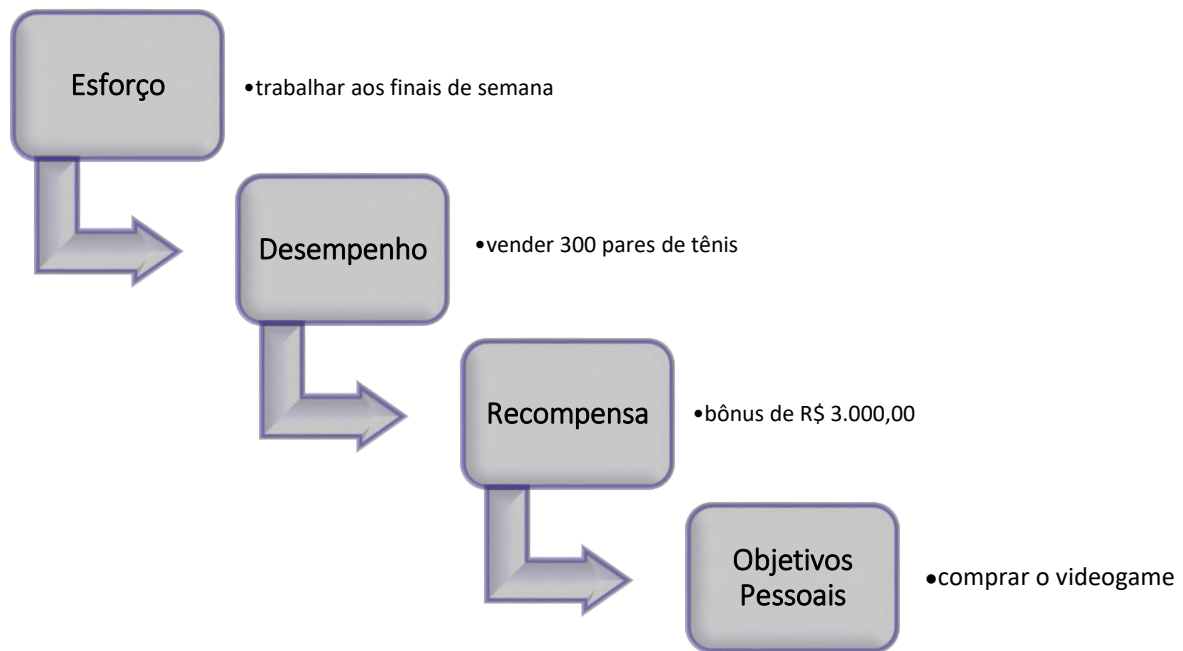 Esforço
•trabalhar aos finais de semana
Desempenho
•vender 300 pares de tênis
Recompensa
•bônus de R$ 3.000,00
Objetivos
Pessoais
•comprar o videogame